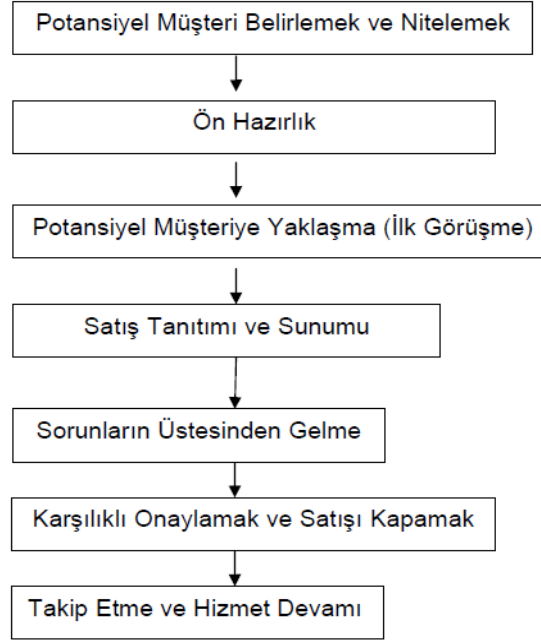 Potansiyel Müşteri Belirlemek ve Nitelemek
Ön Hazırlık
Potansiyel Müşteriye Yaklaşma (İlk Görüşme)
Satış Tanıtımı ve Sunumu
Sorunların Üstesinden Gelme
Karşılıklı Onaylamak ve Satışı Kapamak
Takip Etme ve Hizmet Devamı